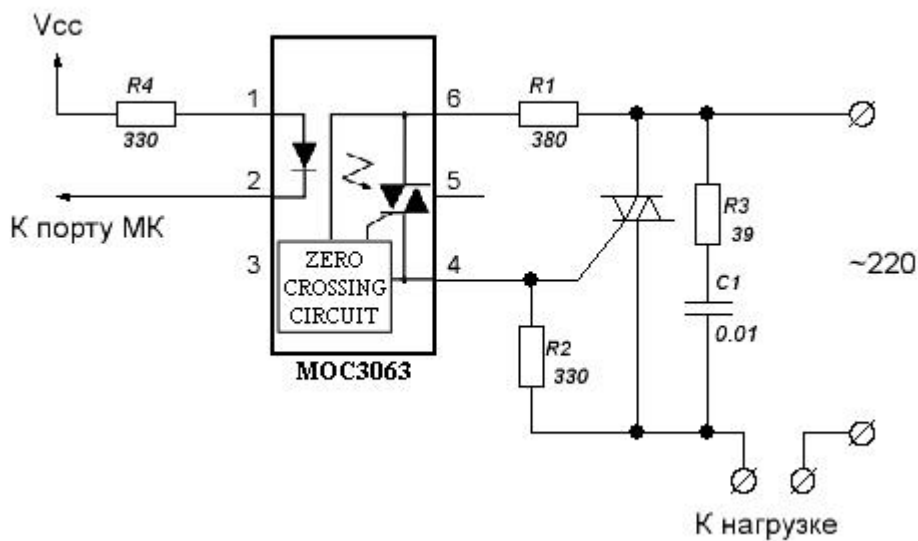 Vcc
R4
330
1
2
3
К порту МК
ZERO
CROSSING
CIRCUIT
MOC3063
6
5
4
R1
380
R2
330
R3
39
C1
0.01
~220
К нагрузке